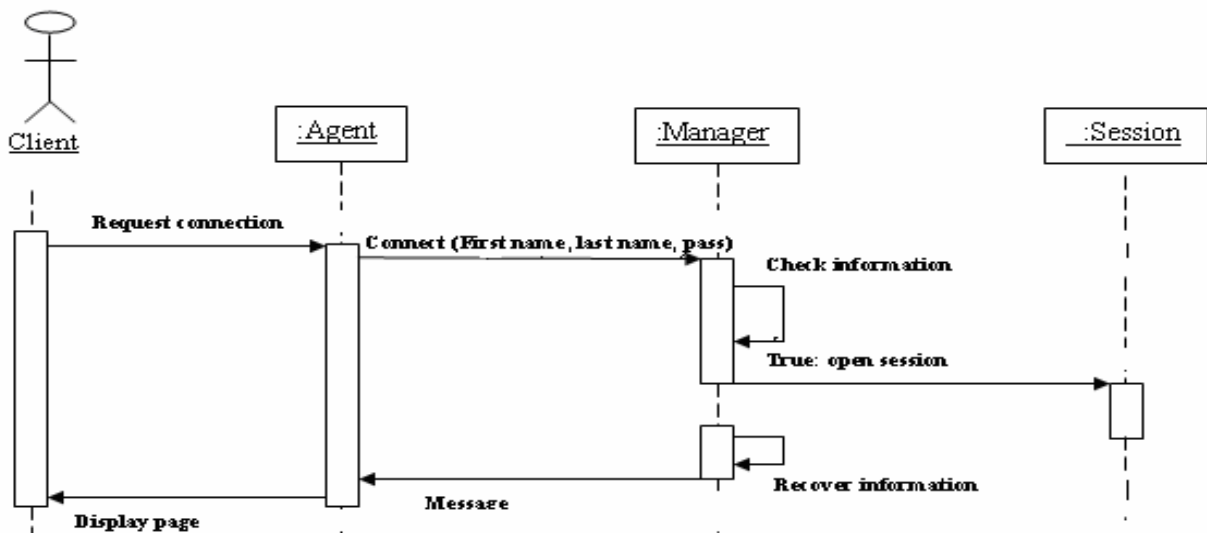 Client
:Agent
:Manager
:Session
Request connection
Connect (First name, last name, pass)
Check information
True: open session
Recover information
Message
Display page